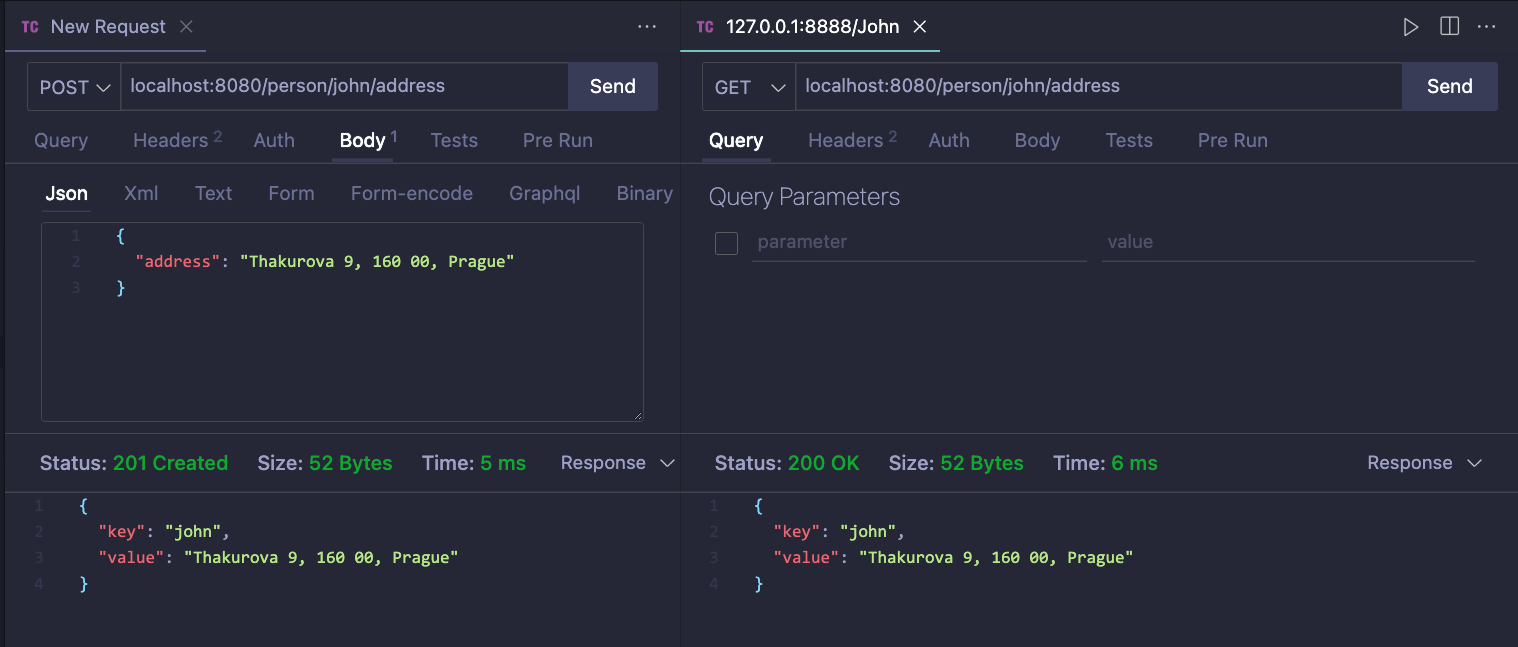 TC New Request
POST localhost:8080/person/john/address Send
Query Headers 2 Auth Body 1 Tests Pre Run
Json Xml Text Form Form-encode Graphql Binary
1 {
2 "address": "Thakurova 9, 160 00, Prague"
3 }
Status: 201 Created Size: 52 Bytes Time: 5 ms Response
1 {
2 "key": "john",
3 "value": "Thakurova 9, 160 00, Prague"
4 }
TC 127.0.0.1:8888/John
GET localhost:8080/person/john/address Send
Query Headers 2 Auth Body Tests Pre Run
Query Parameters
parameter value
Status: 200 OK Size: 52 Bytes Time: 6 ms Response
1 {
2 "key": "john",
3 "value": "Thakurova 9, 160 00, Prague"
4 }